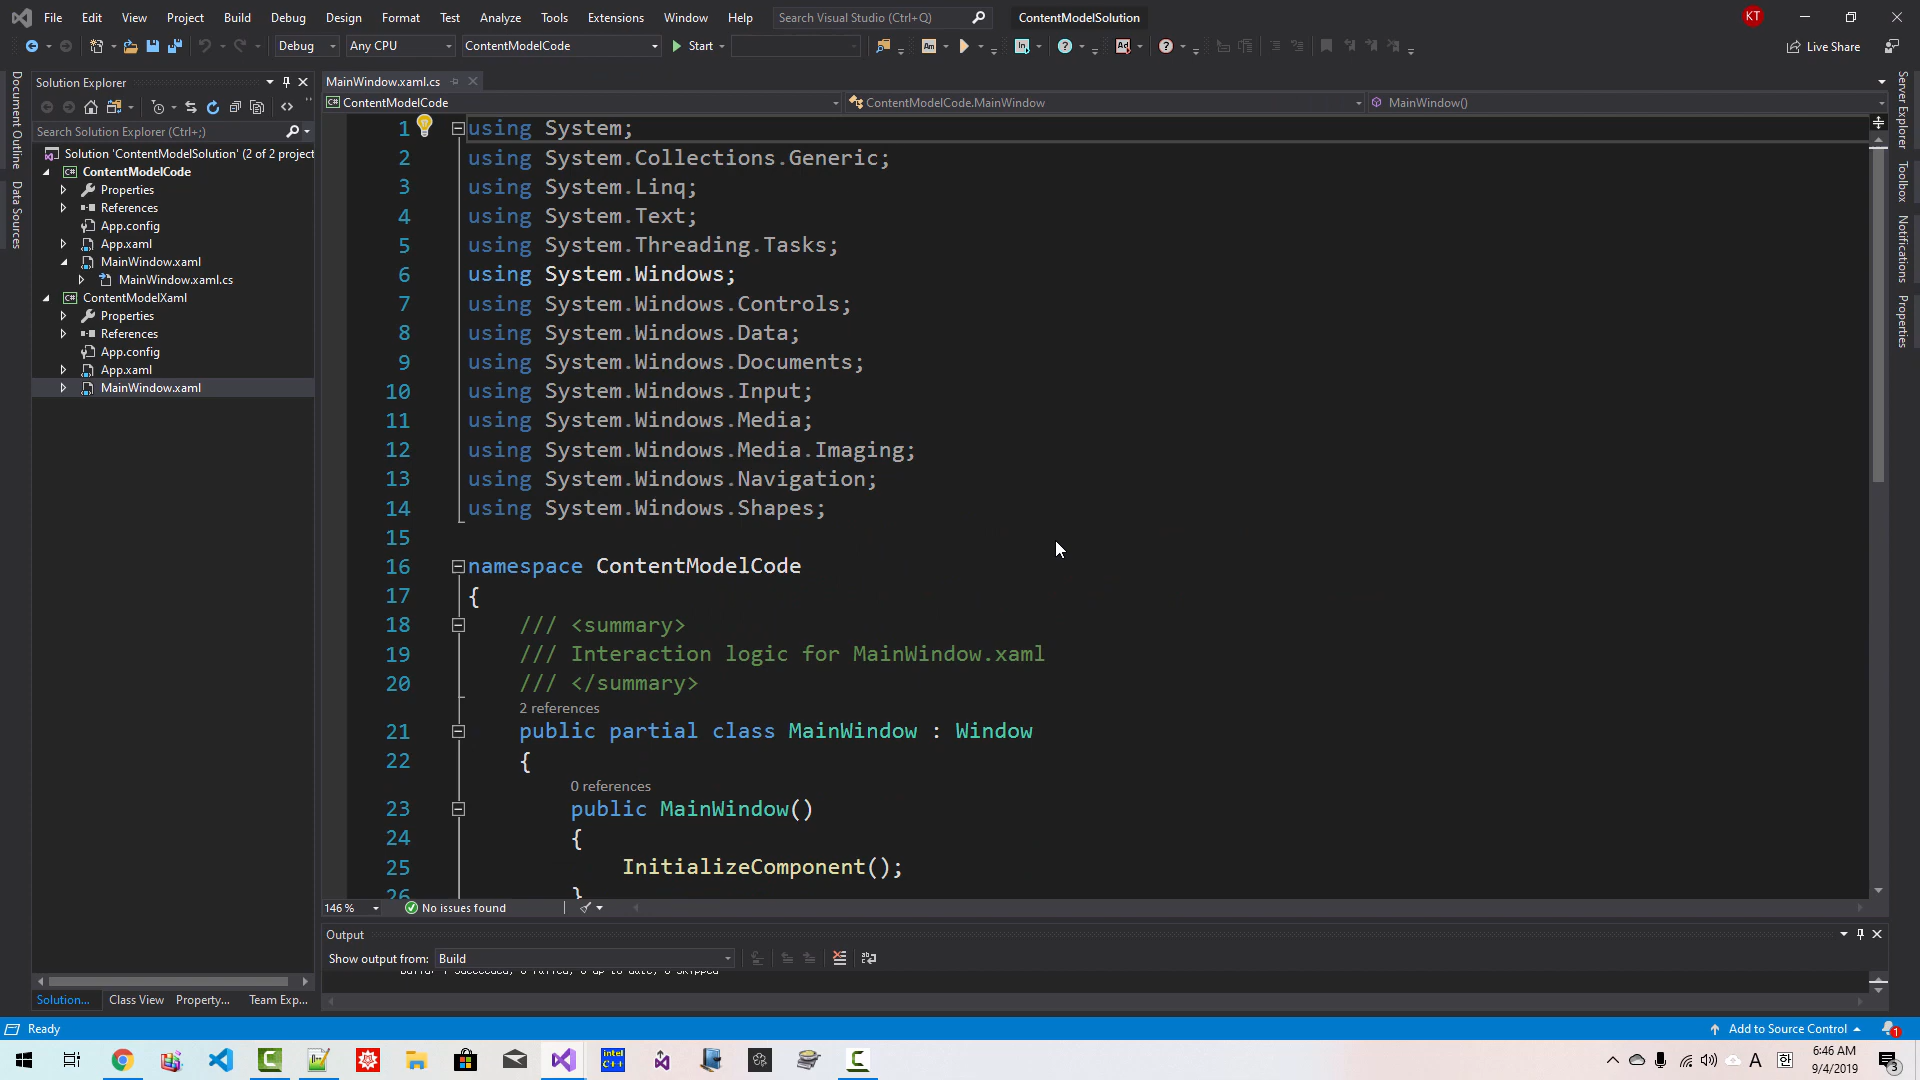 File Edit View Project Build Debug Design Format Test Analyze Tools Extensions Window Help Search Visual Studio (Ctrl+Q) ContentModelSolution KT
Debug Any CPU ContentModelCode Start Am In Ad Live Share
Document Outline
Data Sources
Solution Explorer
Search Solution Explorer (Ctrl+;)
Solution 'ContentModelSolution' (2 of 2 project
ContentModelCode
Properties
References
App.config
App.xaml
MainWindow.xaml
MainWindow.xaml.cs
ContentModelXaml
Properties
References
App.config
App.xaml
MainWindow.xaml
Solution... Class View Property... Team Exp...
MainWindow.xaml.cs
ContentModelCode ContentModelCode.MainWindow MainWindow()
1 using System;
2 using System.Collections.Generic;
3 using System.Linq;
4 using System.Text;
5 using System.Threading.Tasks;
6 using System.Windows;
7 using System.Windows.Controls;
8 using System.Windows.Data;
9 using System.Windows.Documents;
10 using System.Windows.Input;
11 using System.Windows.Media;
12 using System.Windows.Media.Imaging;
13 using System.Windows.Navigation;
14 using System.Windows.Shapes;
15
16 namespace ContentModelCode
17 {
18 /// <summary>
19 /// Interaction logic for MainWindow.xaml
20 /// </summary>
2 references
21 public partial class MainWindow : Window
22 {
0 references
23 public MainWindow()
24 {
25 InitializeComponent();
26 }
146 % No issues found
Output
Show output from: Build
Server Explorer
Toolbox
Notifications
Properties
Ready Add to Source Control 1
intel C++
A 한 6:46 AM 3
9/4/2019